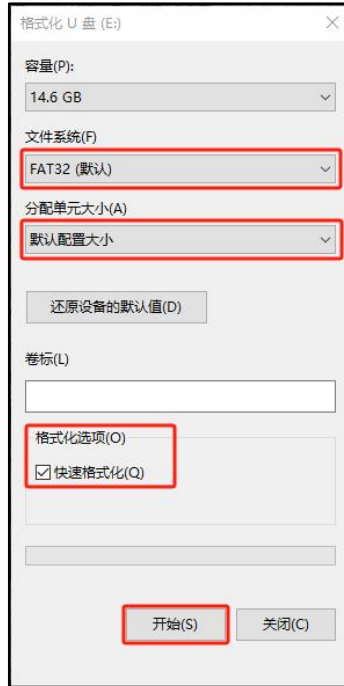 格式化 U 盘 (E:)
容量(P):
14.6 GB
文件系统(F)
FAT32 (默认)
分配单元大小(A)
默认配置大小
还原设备的默认值(D)
卷标(L)
格式化选项(O)
快速格式化(Q)
开始(S) 关闭(C)